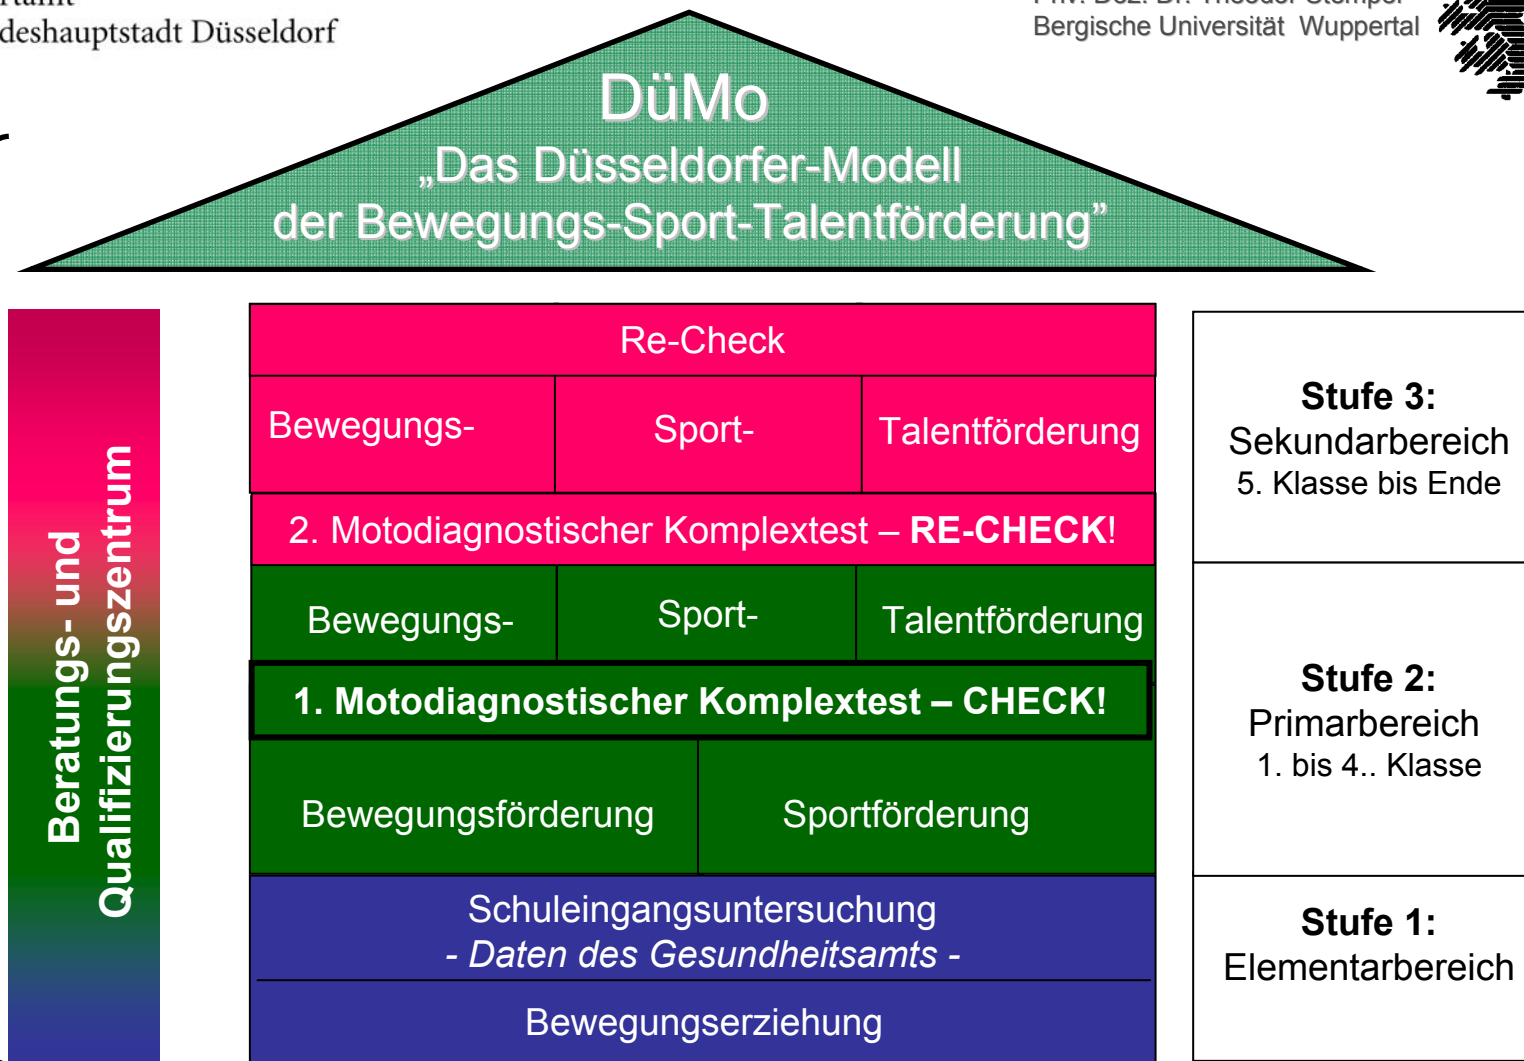 deshauptstadt Düsseldorf
Bergische Universität Wuppertal
DüMo
„Das Düsseldorfer-Modell
der Bewegungs-Sport-Talentförderung”
Beratungs- und
Qualifizierungszentrum
Re-Check
Bewegungs-
Sport-
Talentförderung
2. Motodiagnostischer Komplextest – RE-CHECK!
Bewegungs-
Sport-
Talentförderung
1. Motodiagnostischer Komplextest – CHECK!
Bewegungsförderung
Sportförderung
Schuleingangsuntersuchung
- Daten des Gesundheitsamts -
Bewegungserziehung
Stufe 3:
Sekundarbereich
5. Klasse bis Ende
Stufe 2:
Primarbereich
1. bis 4.. Klasse
Stufe 1:
Elementarbereich